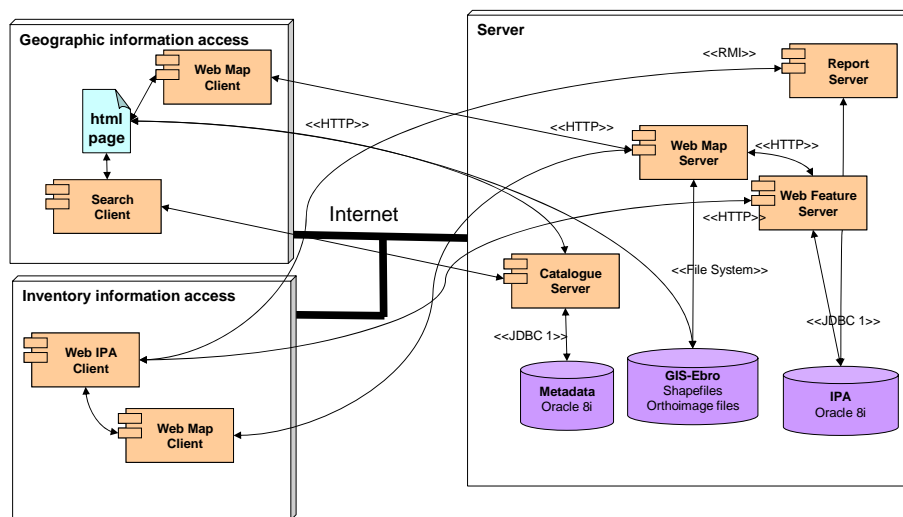 Geographic information access
Web Map
Client
html
page
Search
Client
Inventory information access
Web IPA
Client
Web Map
Client
Internet
Server
<<RMI>>
Report
Server
<<HTTP>>
<<HTTP>>
Web Map
Server
<<HTTP>>
Web Feature
Server
<<HTTP>>
Catalogue
Server
<<File System>>
<<JDBC 1>>
<<JDBC 1>>
Metadata
Oracle 8i
GIS-Ebro
Shapefiles
Orthoimage files
IPA
Oracle 8i